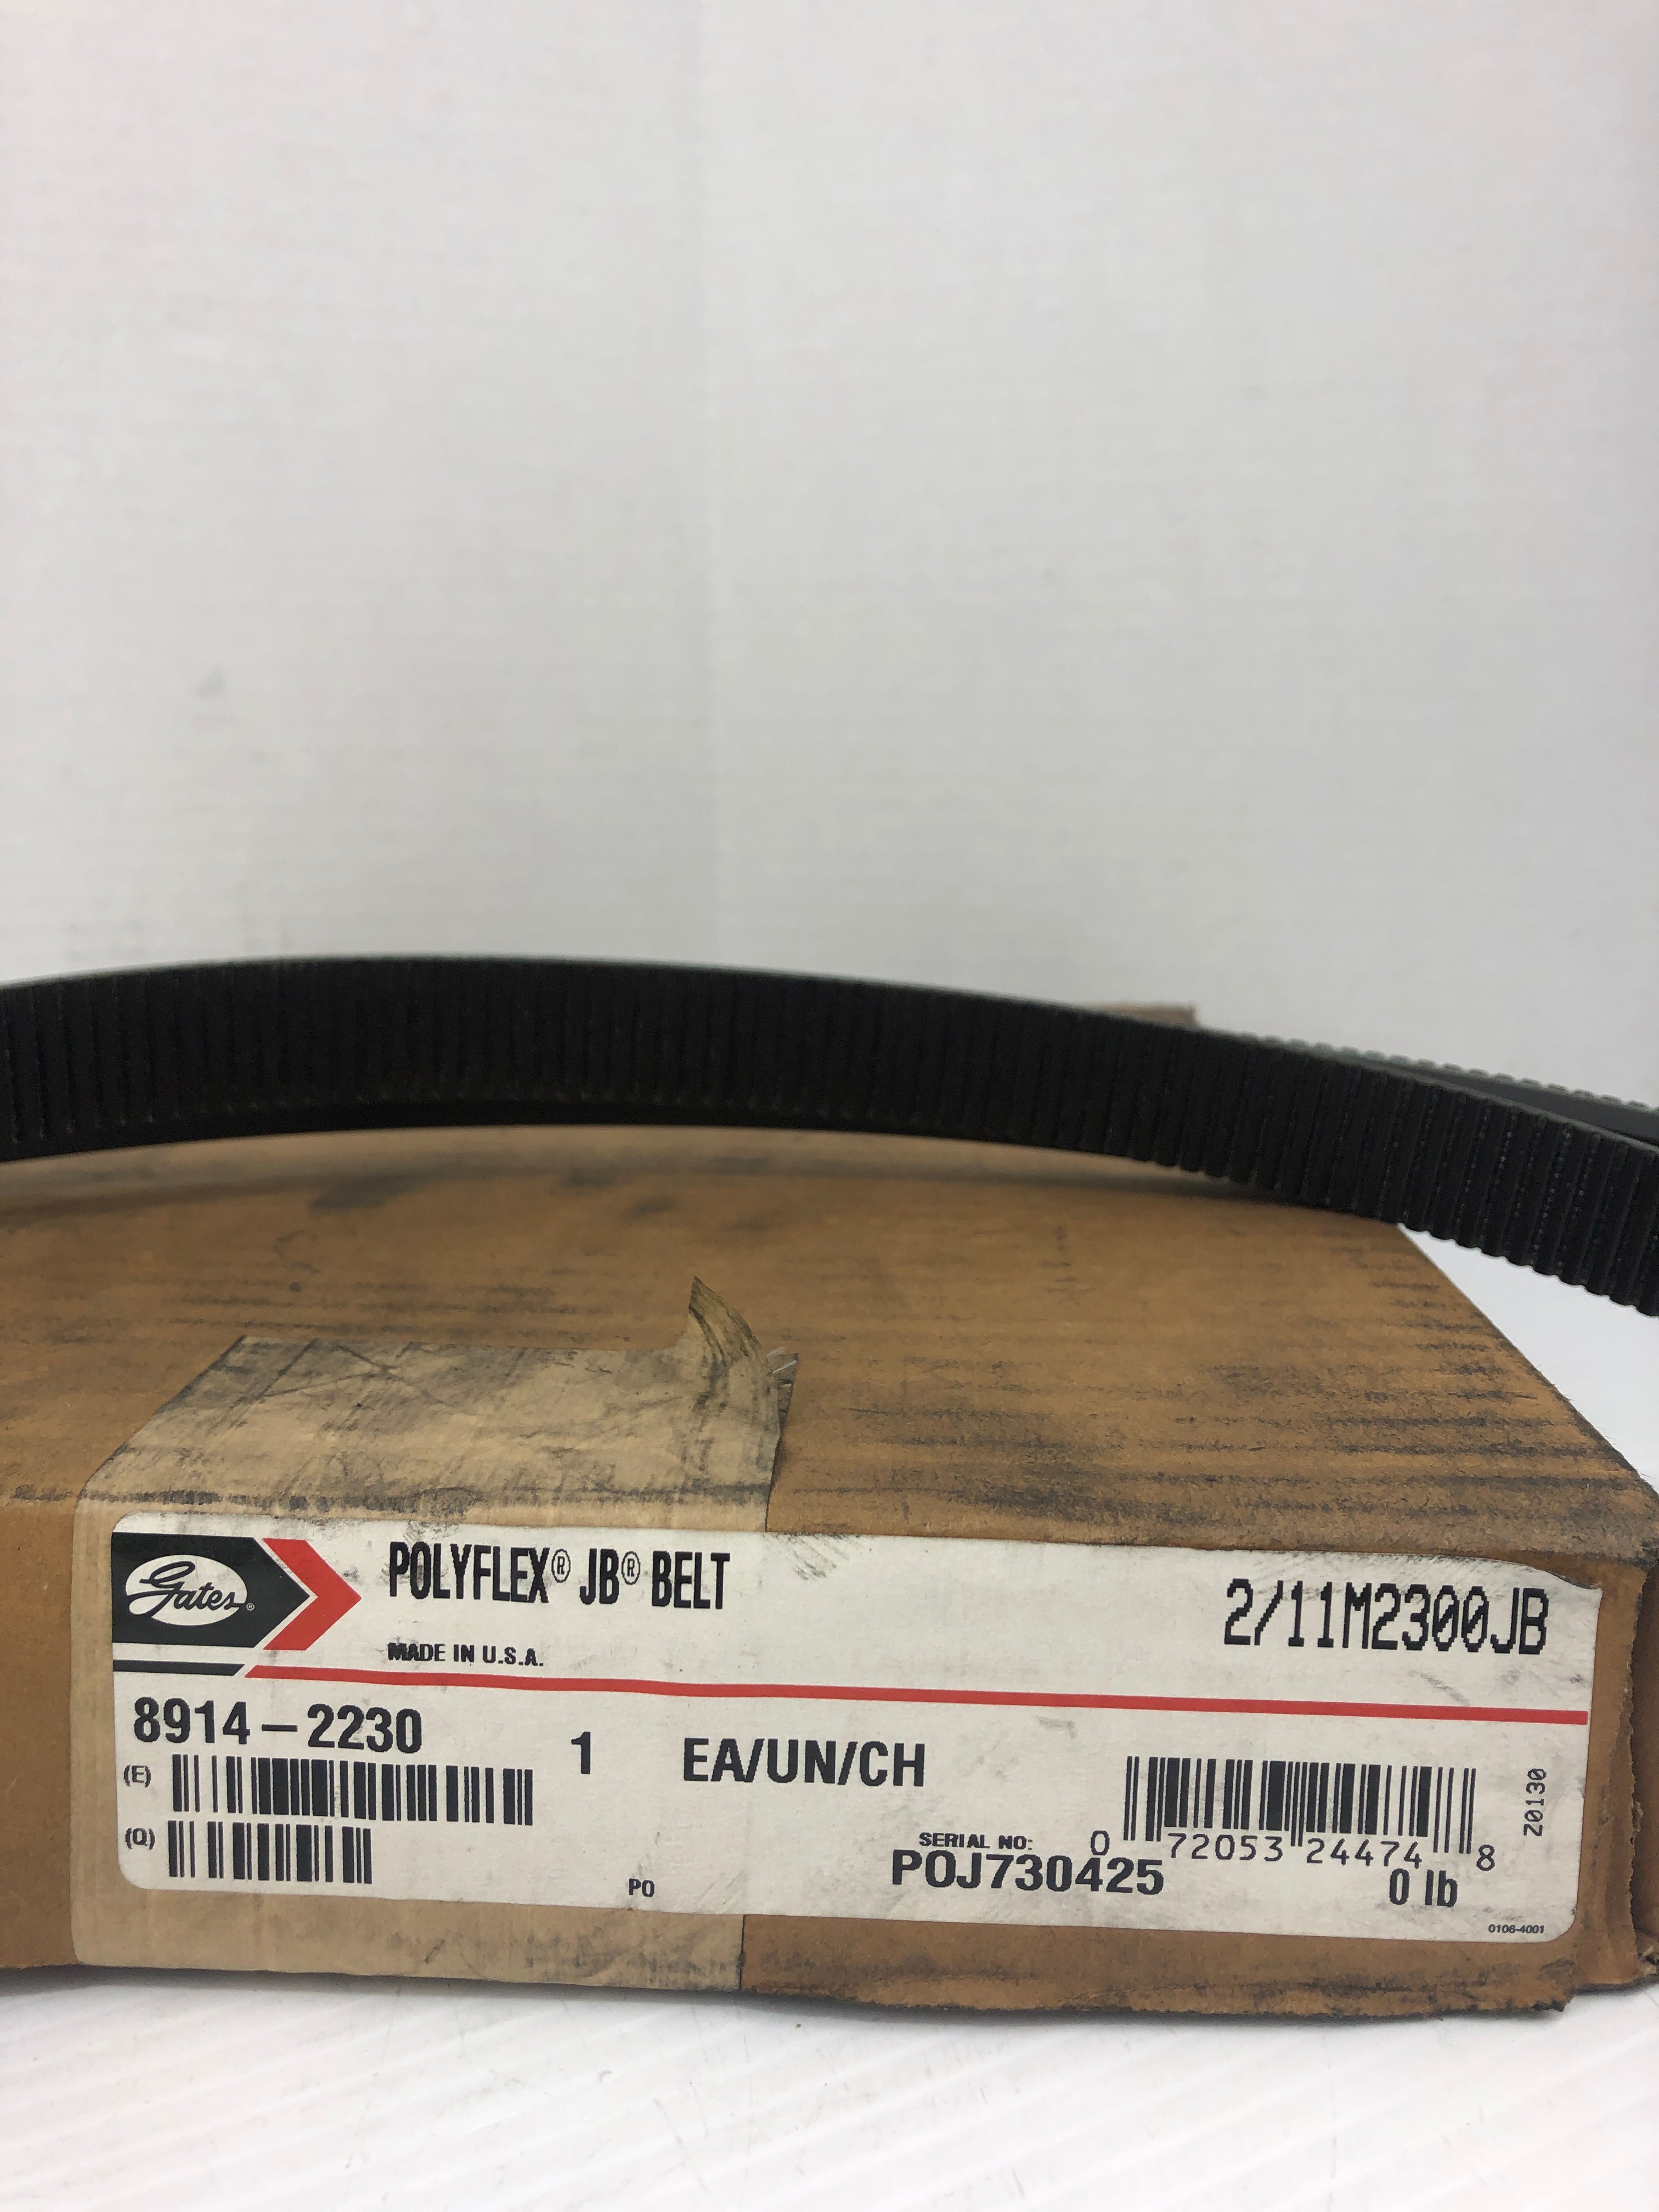 Gates®
POLYFLEX® JB® BELT
2/11M2300JB
MADE IN U.S.A.
8914-2230
1 EA/UN/CH
(E)
(Q)
PO
SERIAL NO:
POJ730425
0 72053 24474 8
0 lb
Z0130
0106-4001